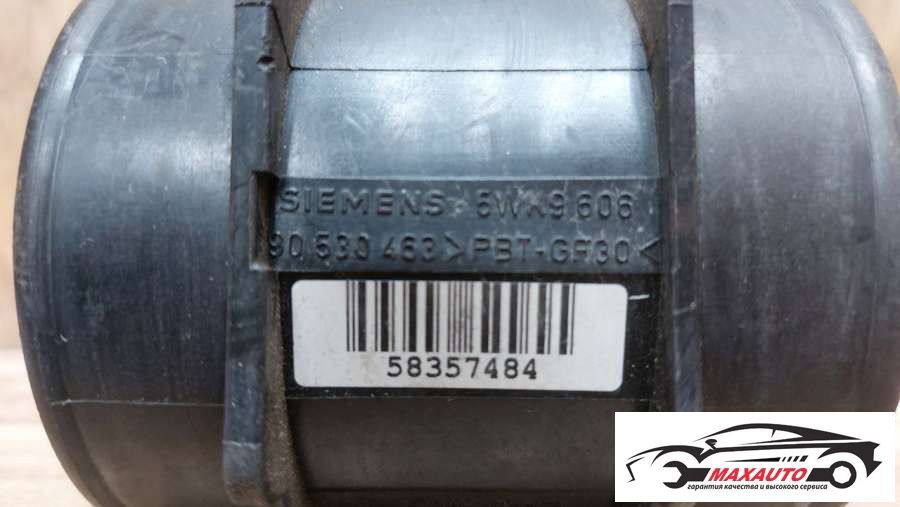 SIEMENS 5WK9 606
90 530 463 >PBT-GF30<
58357484
MAXAUTO
гарантия качества и высокого сервиса